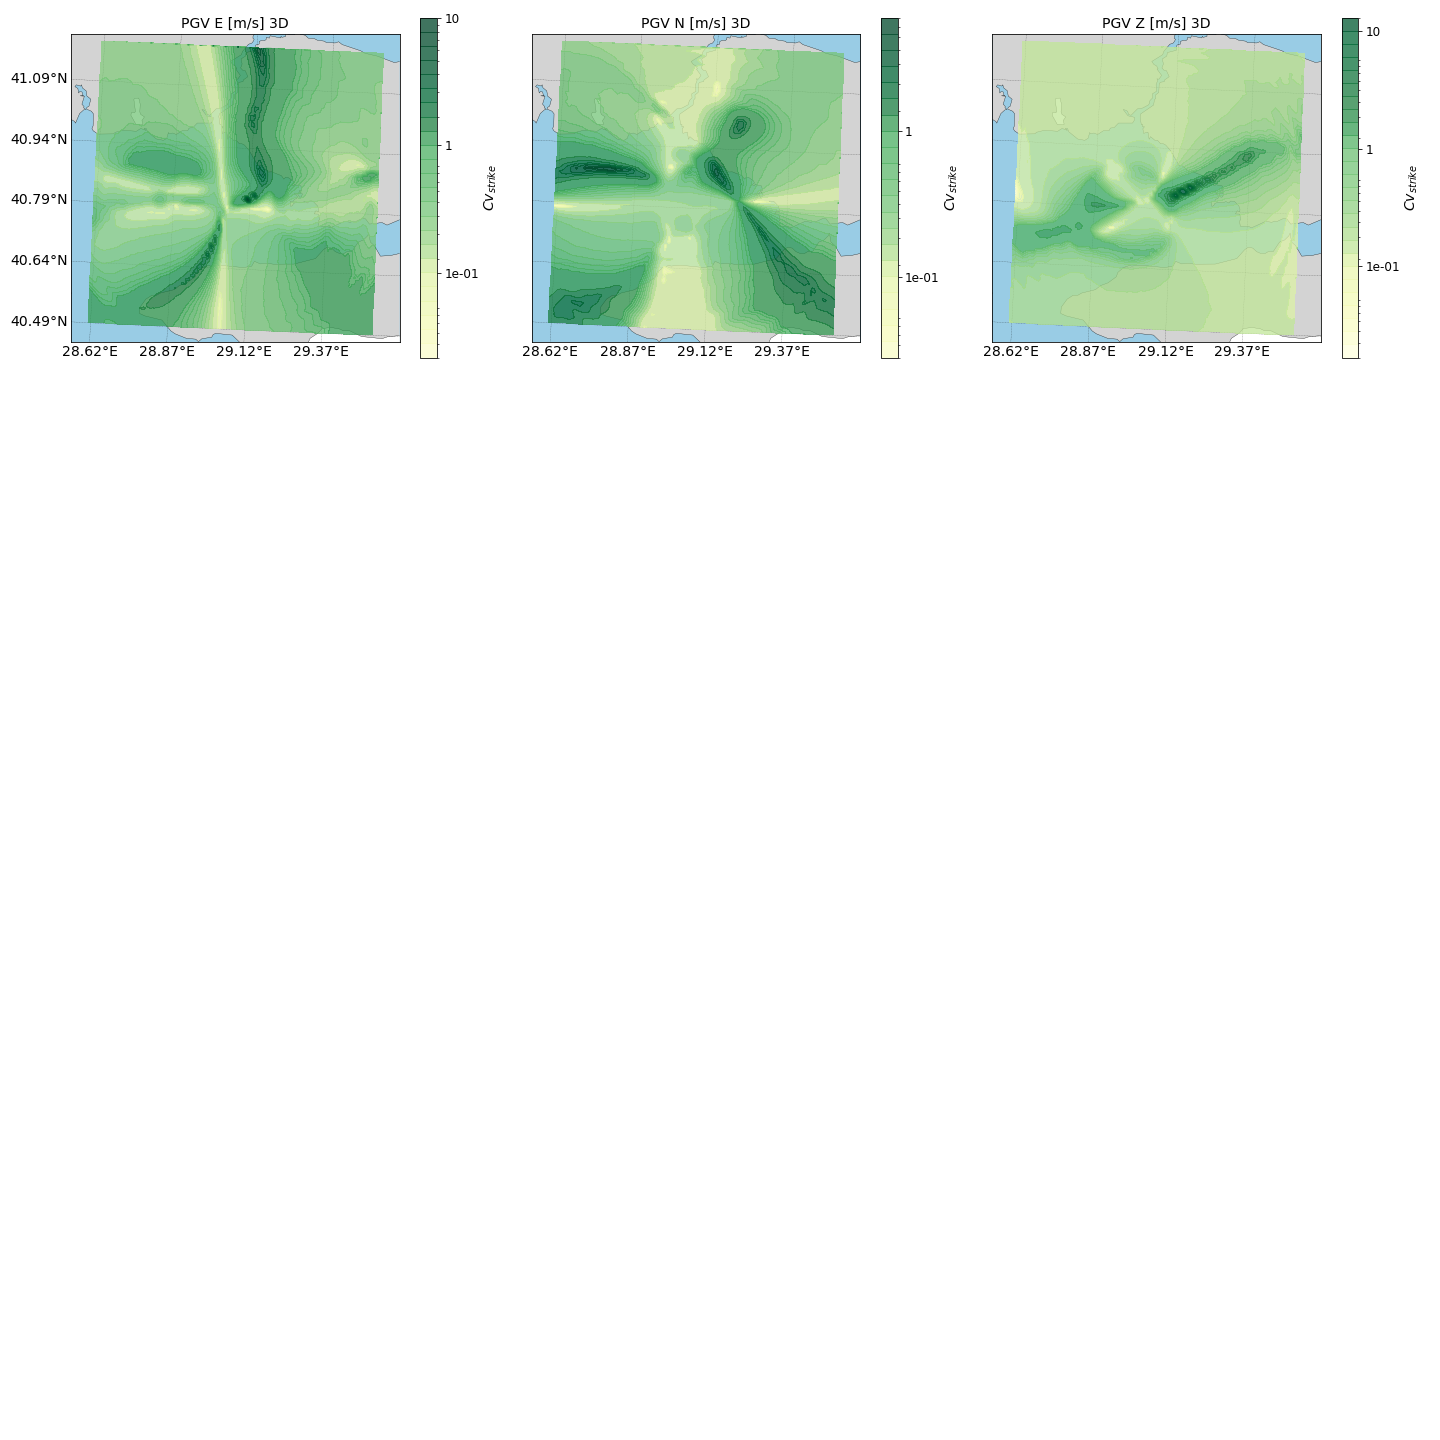 PGV E [m/s] 3D
PGV N [m/s] 3D
PGV Z [m/s] 3D
41.09°N
40.94°N
40.79°N
40.64°N
40.49°N
28.62°E 28.87°E 29.12°E 29.37°E
10
1
1e-01
Cv strike
28.62°E 28.87°E 29.12°E 29.37°E
1
1e-01
Cv strike
28.62°E 28.87°E 29.12°E 29.37°E
10
1
1e-01
Cv strike